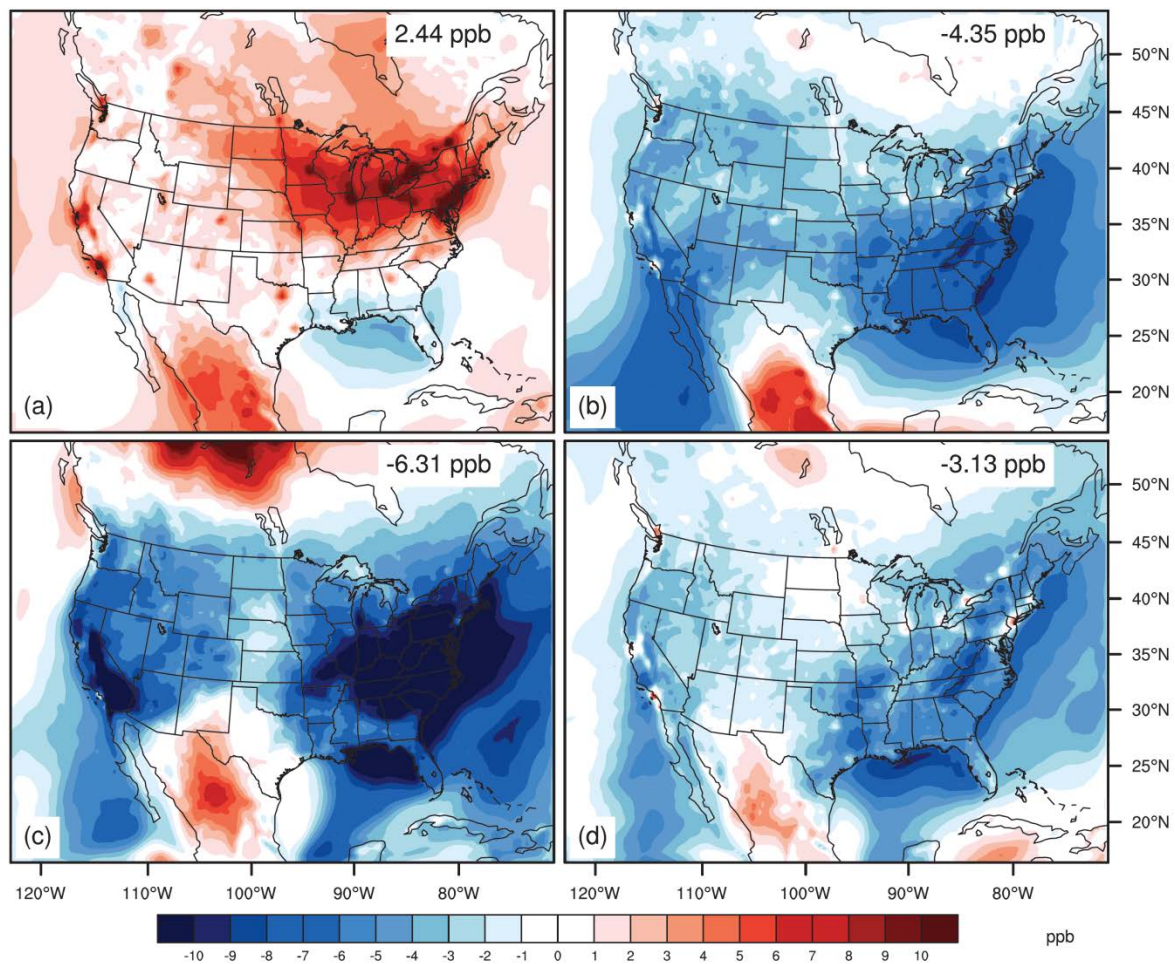 2.44 ppb
-4.35 ppb
50°N
45°N
40°N
35°N
30°N
25°N
20°N
(a)
(b)
-6.31 ppb
-3.13 ppb
50°N
45°N
40°N
35°N
30°N
25°N
20°N
(c)
(d)
120°W 110°W 100°W 90°W 80°W 120°W 110°W 100°W 90°W 80°W
-10 -9 -8 -7 -6 -5 -4 -3 -2 -1 0 1 2 3 4 5 6 7 8 9 10
ppb